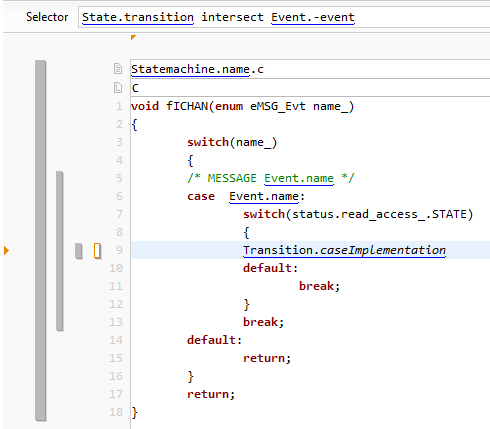 Selector State.transition intersect Event.-event
Statemachine.name.c
C
1 void fICHAN(enum eMSG_Evt name_)
2 {
3 switch(name_)
4 {
5 /* MESSAGE Event.name */
6 case Event.name:
7 switch(status.read_access_.STATE)
8 {
9 Transition.caseImplementation
10 default:
11 break;
12 }
13 break;
14 default:
15 return;
16 }
17 return;
18 }